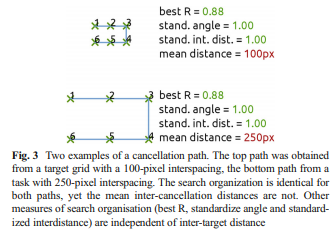 1 2 3
6 5 4
best R = 0.88
stand. angle = 1.00
stand. int. dist. = 1.00
mean distance = 100px
1 2 3
6 5 4
best R = 0.88
stand. angle = 1.00
stand. int. dist. = 1.00
mean distance = 250px
Fig. 3 Two examples of a cancellation path. The top path was obtained
from a target grid with a 100-pixel interspacing, the bottom path from a
task with 250-pixel interspacing. The search organization is identical for
both paths, yet the mean inter-cancellation distances are not. Other
measures of search organisation (best R, standardize angle and standard-
ized interdistance) are independent of inter-target distance